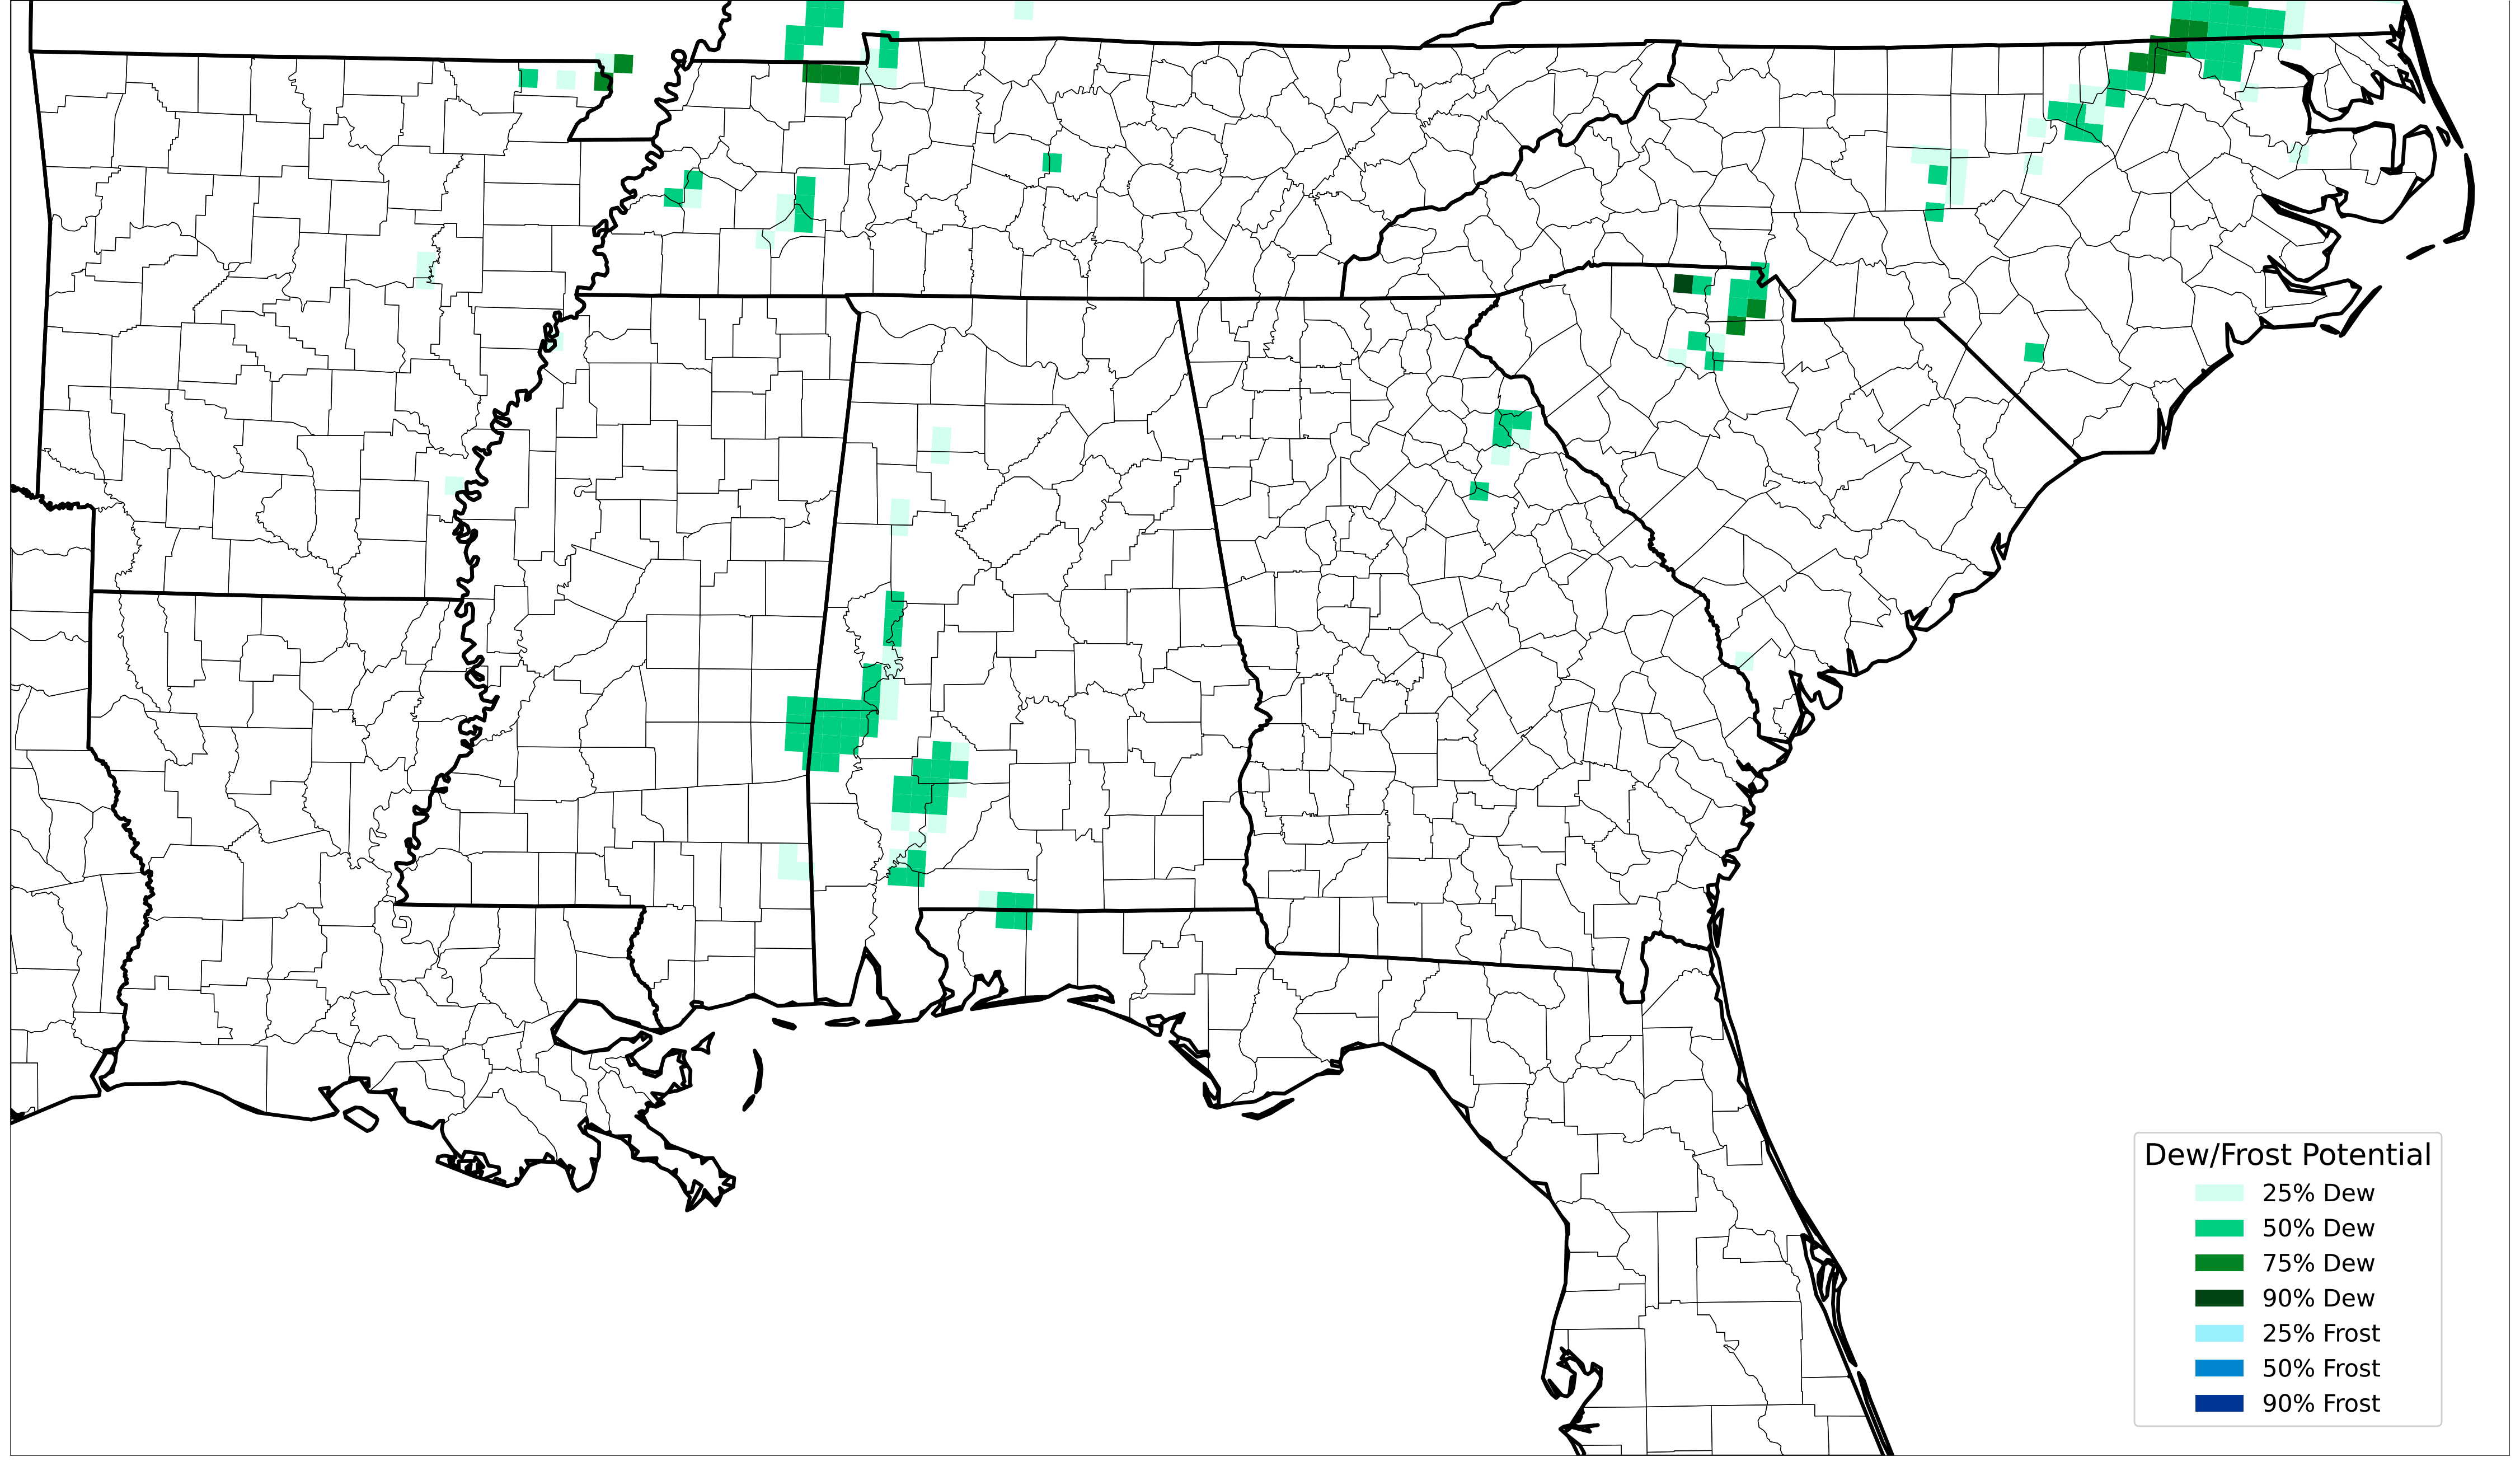 Dew/Frost Potential
25% Dew
50% Dew
75% Dew
90% Dew
25% Frost
50% Frost
90% Frost